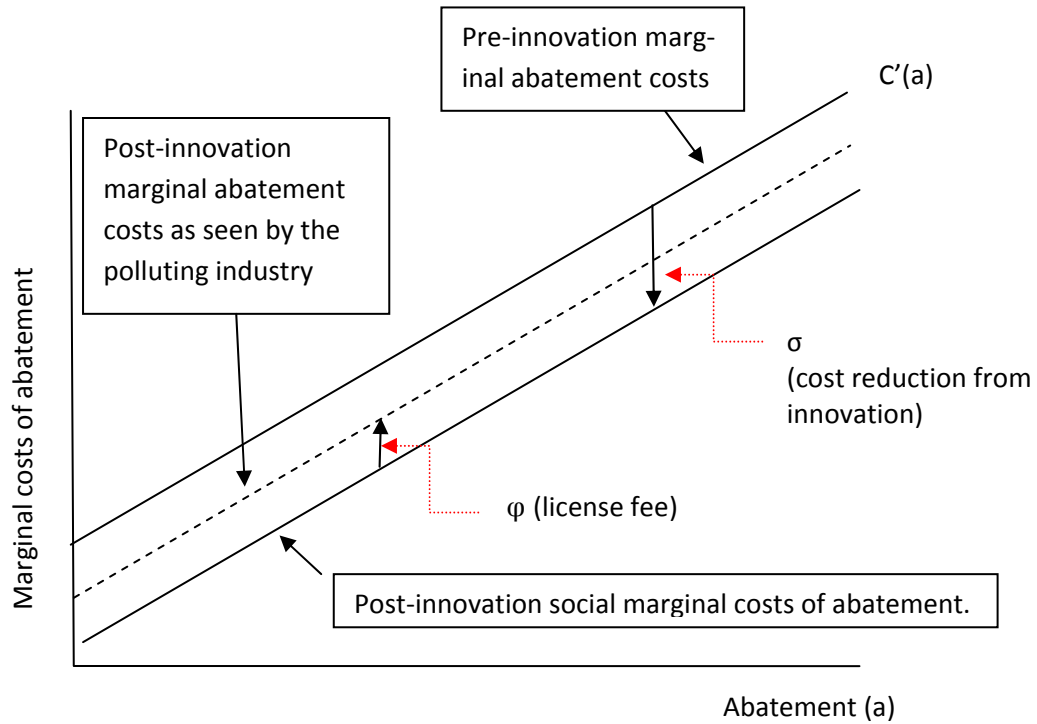 Pre-innovation marg-
inal abatement costs
C’(a)
Post-innovation
marginal abatement
costs as seen by the
polluting industry
Marginal costs of abatement
σ
(cost reduction from
innovation)
φ (license fee)
Post-innovation social marginal costs of abatement.
Abatement (a)